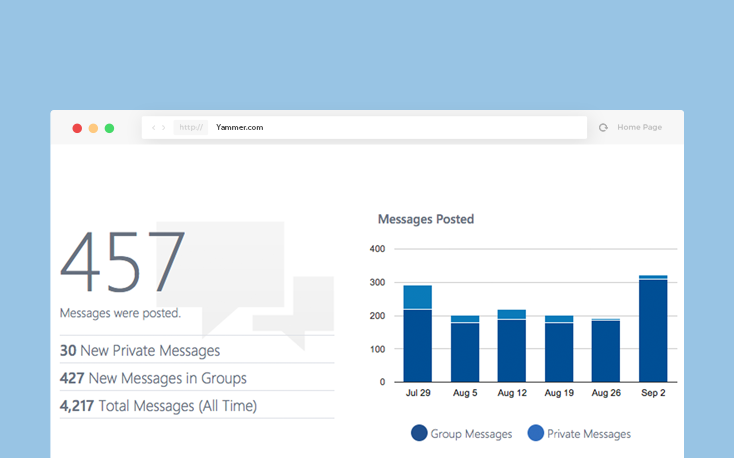 http:// Yammer.com Home Page
457
Messages were posted.
30 New Private Messages
427 New Messages in Groups
4,217 Total Messages (All Time)
Messages Posted
400
300
200
100
0
Jul 29 Aug 5 Aug 12 Aug 19 Aug 26 Sep 2
Group Messages Private Messages